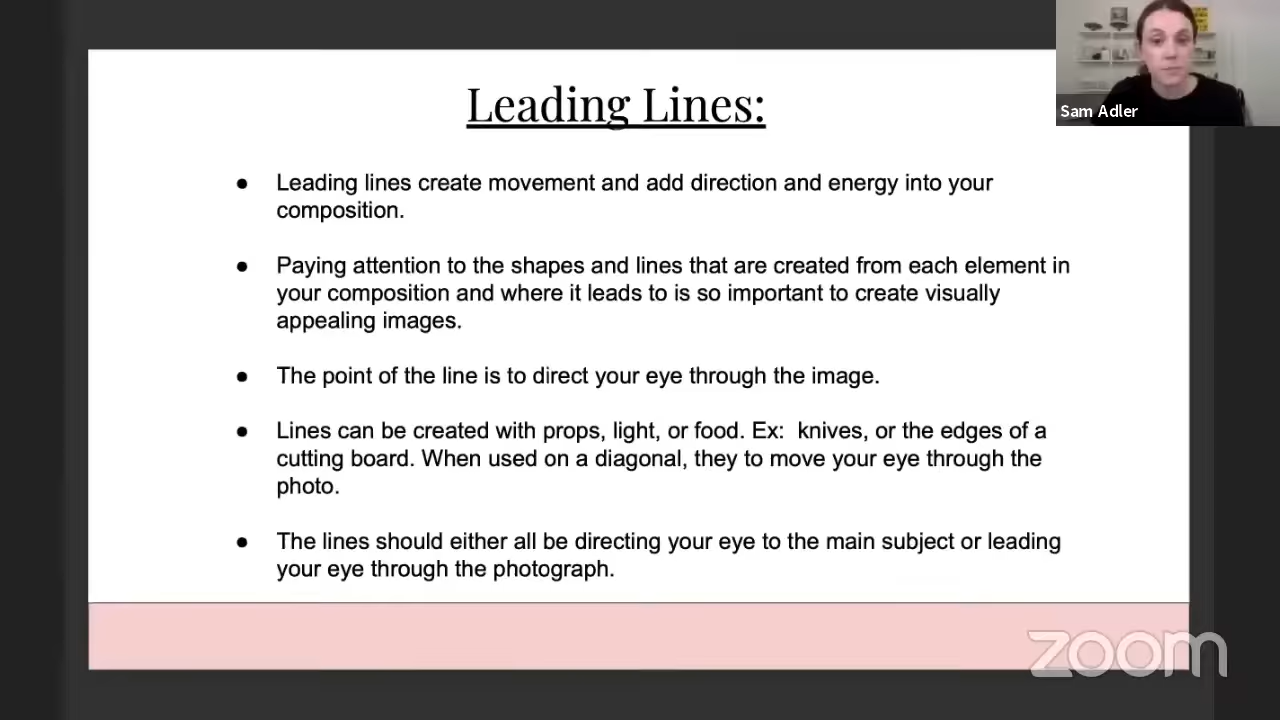 Leading Lines:
Sam Adler
● Leading lines create movement and add direction and energy into your
composition.
● Paying attention to the shapes and lines that are created from each element in
your composition and where it leads to is so important to create visually
appealing images.
● The point of the line is to direct your eye through the image.
● Lines can be created with props, light, or food. Ex:  knives, or the edges of a
cutting board. When used on a diagonal, they to move your eye through the
photo.
● The lines should either all be directing your eye to the main subject or leading
your eye through the photograph.
zoom